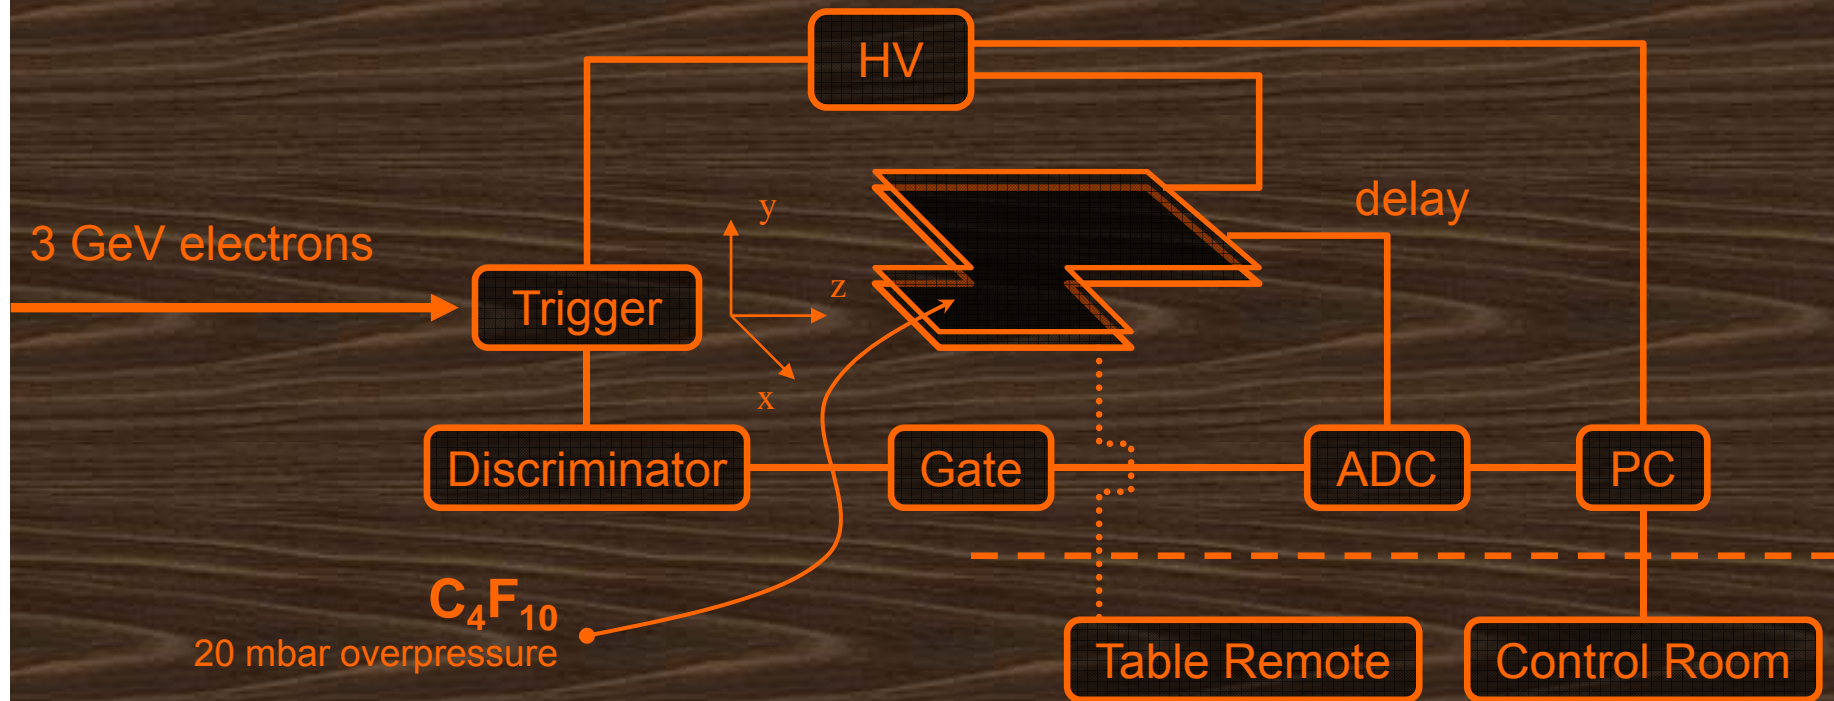 HV
delay
y
3 GeV electrons
z
Trigger
x
Discriminator
Gate
ADC
PC
C₄F₁₀
20 mbar overpressure
Table Remote
Control Room